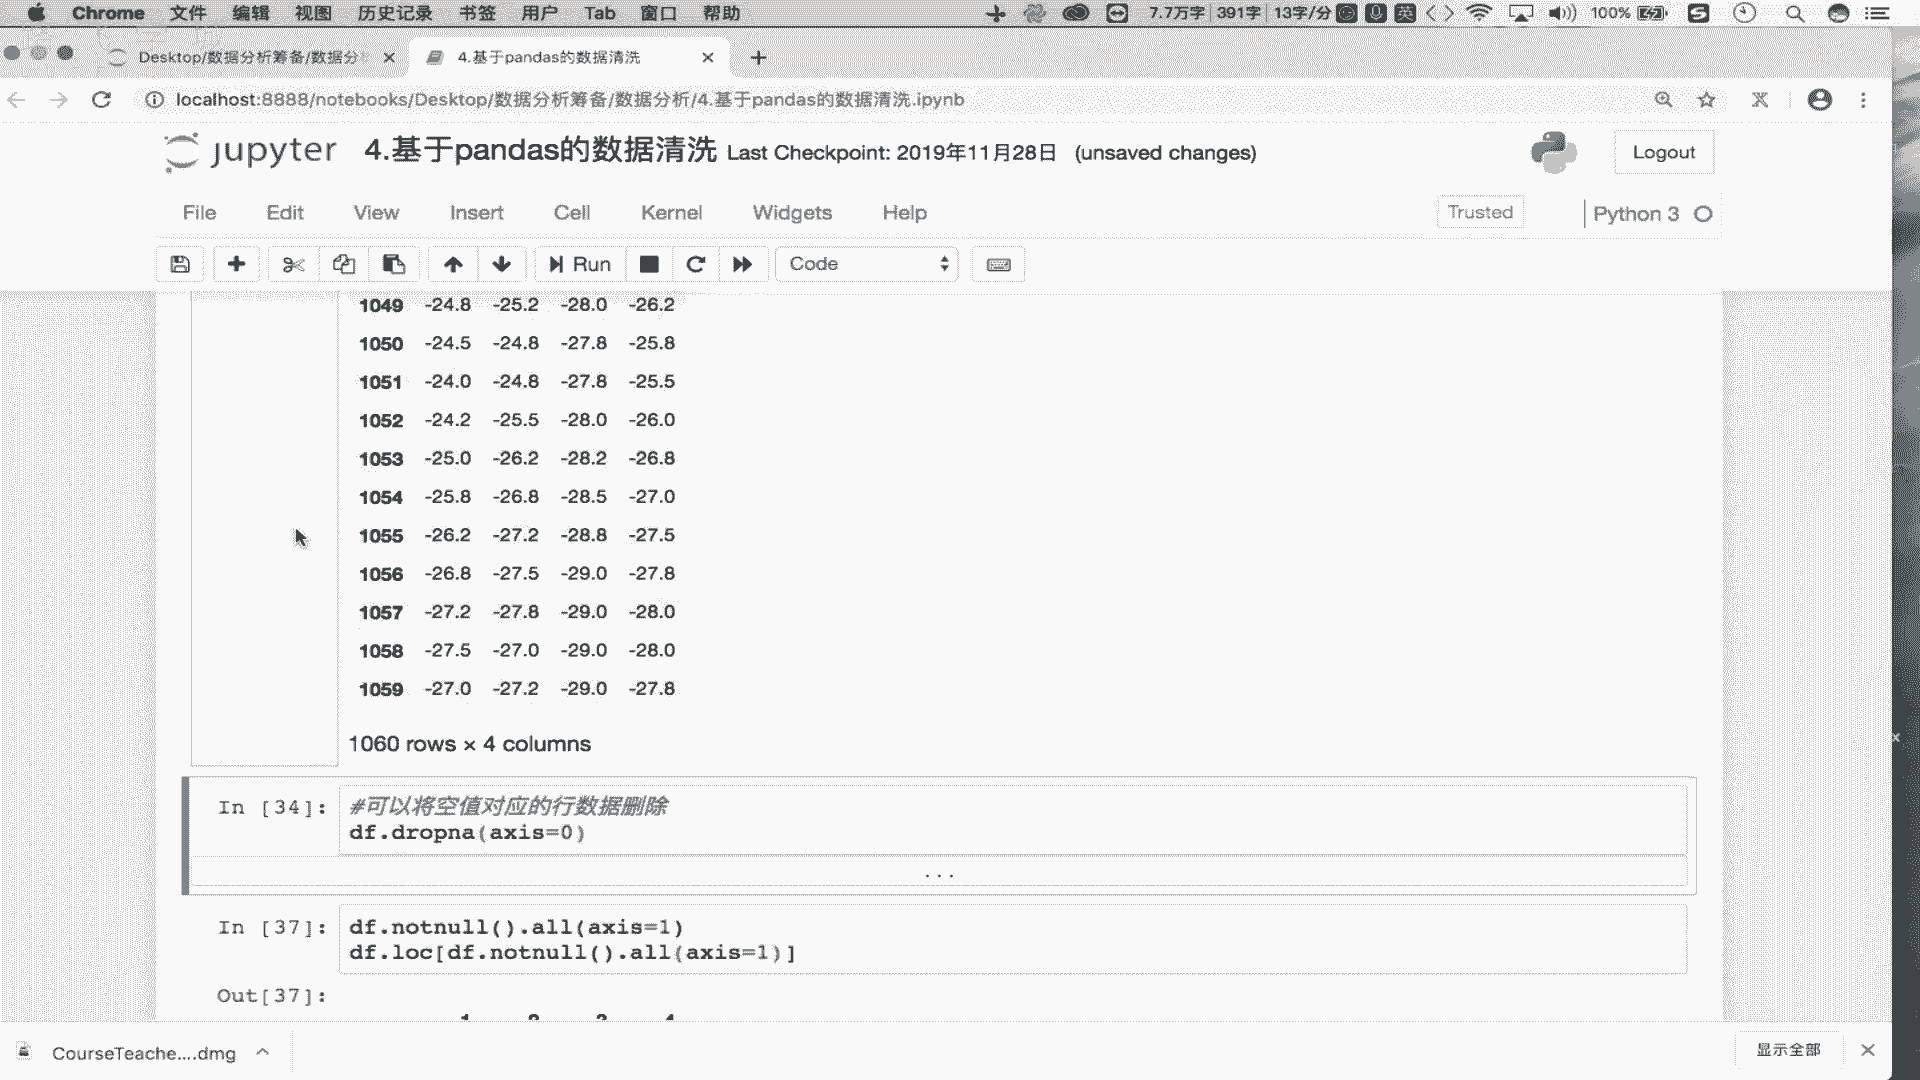 Chrome 文件 编辑 视图 历史记录 书签 用户 Tab 窗口 帮助 7.7万字 391字 13字/分 英 100%
Desktop/数据分析筹备/数据分
4.基于pandas的数据清洗
localhost:8888/notebooks/Desktop/数据分析筹备/数据分析/4.基于pandas的数据清洗.ipynb
jupyter 4.基于pandas的数据清洗 Last Checkpoint: 2019年11月28日 (unsaved changes)
Logout
File Edit View Insert Cell Kernel Widgets Help
Trusted
Python 3
Run
Code
1049 -24.8 -25.2 -28.0 -26.2
1050 -24.5 -24.8 -27.8 -25.8
1051 -24.0 -24.8 -27.8 -25.5
1052 -24.2 -25.5 -28.0 -26.0
1053 -25.0 -26.2 -28.2 -26.8
1054 -25.8 -26.8 -28.5 -27.0
1055 -26.2 -27.2 -28.8 -27.5
1056 -26.8 -27.5 -29.0 -27.8
1057 -27.2 -27.8 -29.0 -28.0
1058 -27.5 -27.0 -29.0 -28.0
1059 -27.0 -27.2 -29.0 -27.8
1060 rows × 4 columns
In [34]: #可以将空值对应的行数据删除
df.dropna(axis=0)
...
In [37]: df.notnull().all(axis=1)
df.loc[df.notnull().all(axis=1)]
Out[37]:
CourseTeache....dmg
显示全部